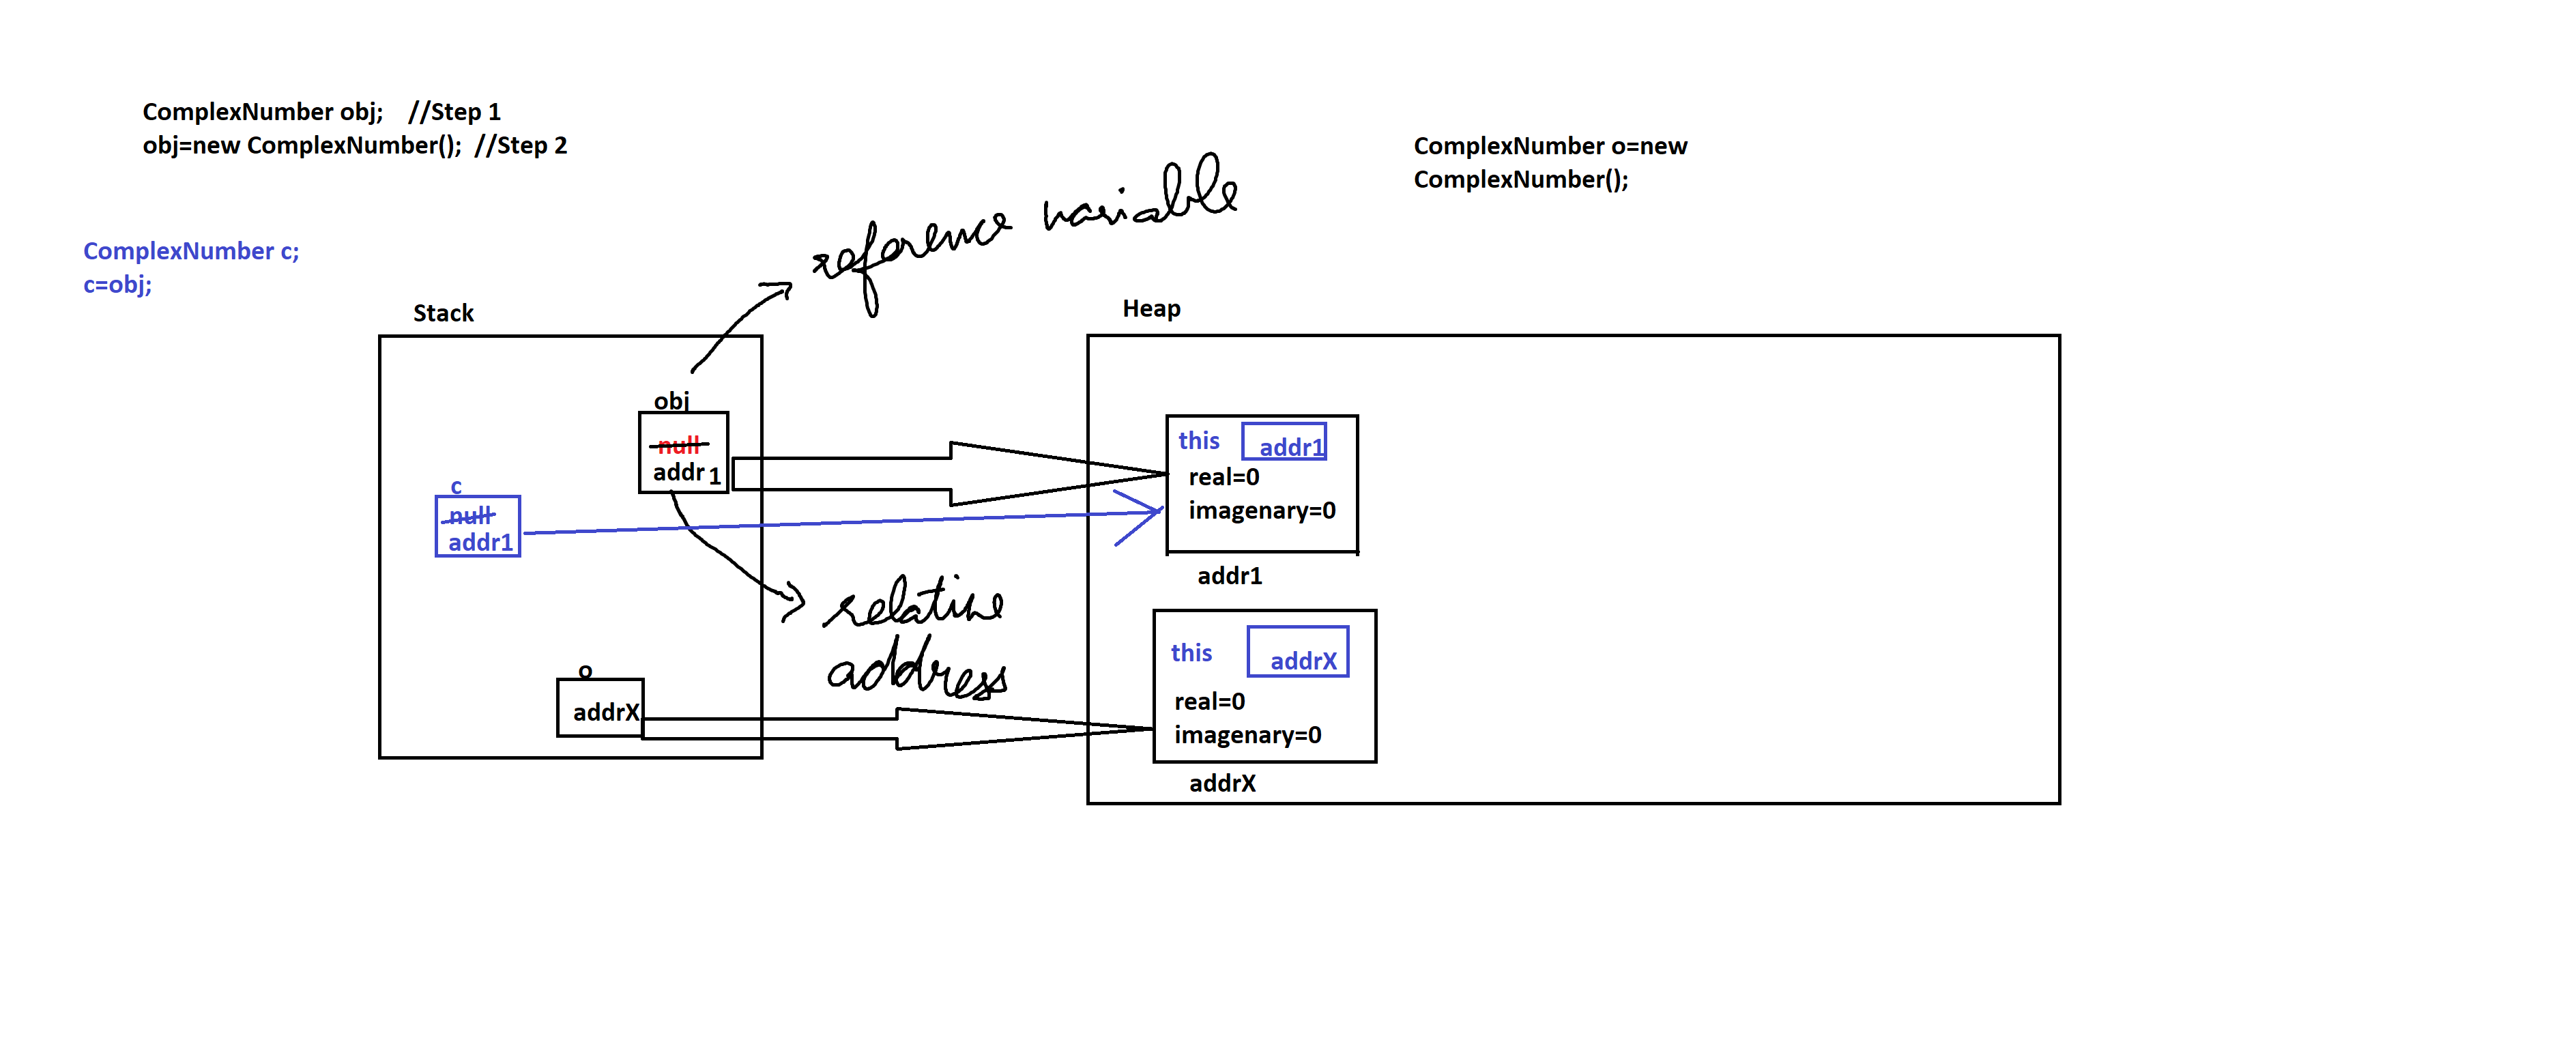 ComplexNumber obj;    //Step 1
obj=new ComplexNumber();  //Step 2
ComplexNumber o=new
ComplexNumber();
reference variable
ComplexNumber c;
c=obj;
Stack
Heap
obj
null
addr 1
this addr1
real=0
imagenary=0
addr1
c
null
addr1
relative
address
o
addrX
this addrX
real=0
imagenary=0
addrX